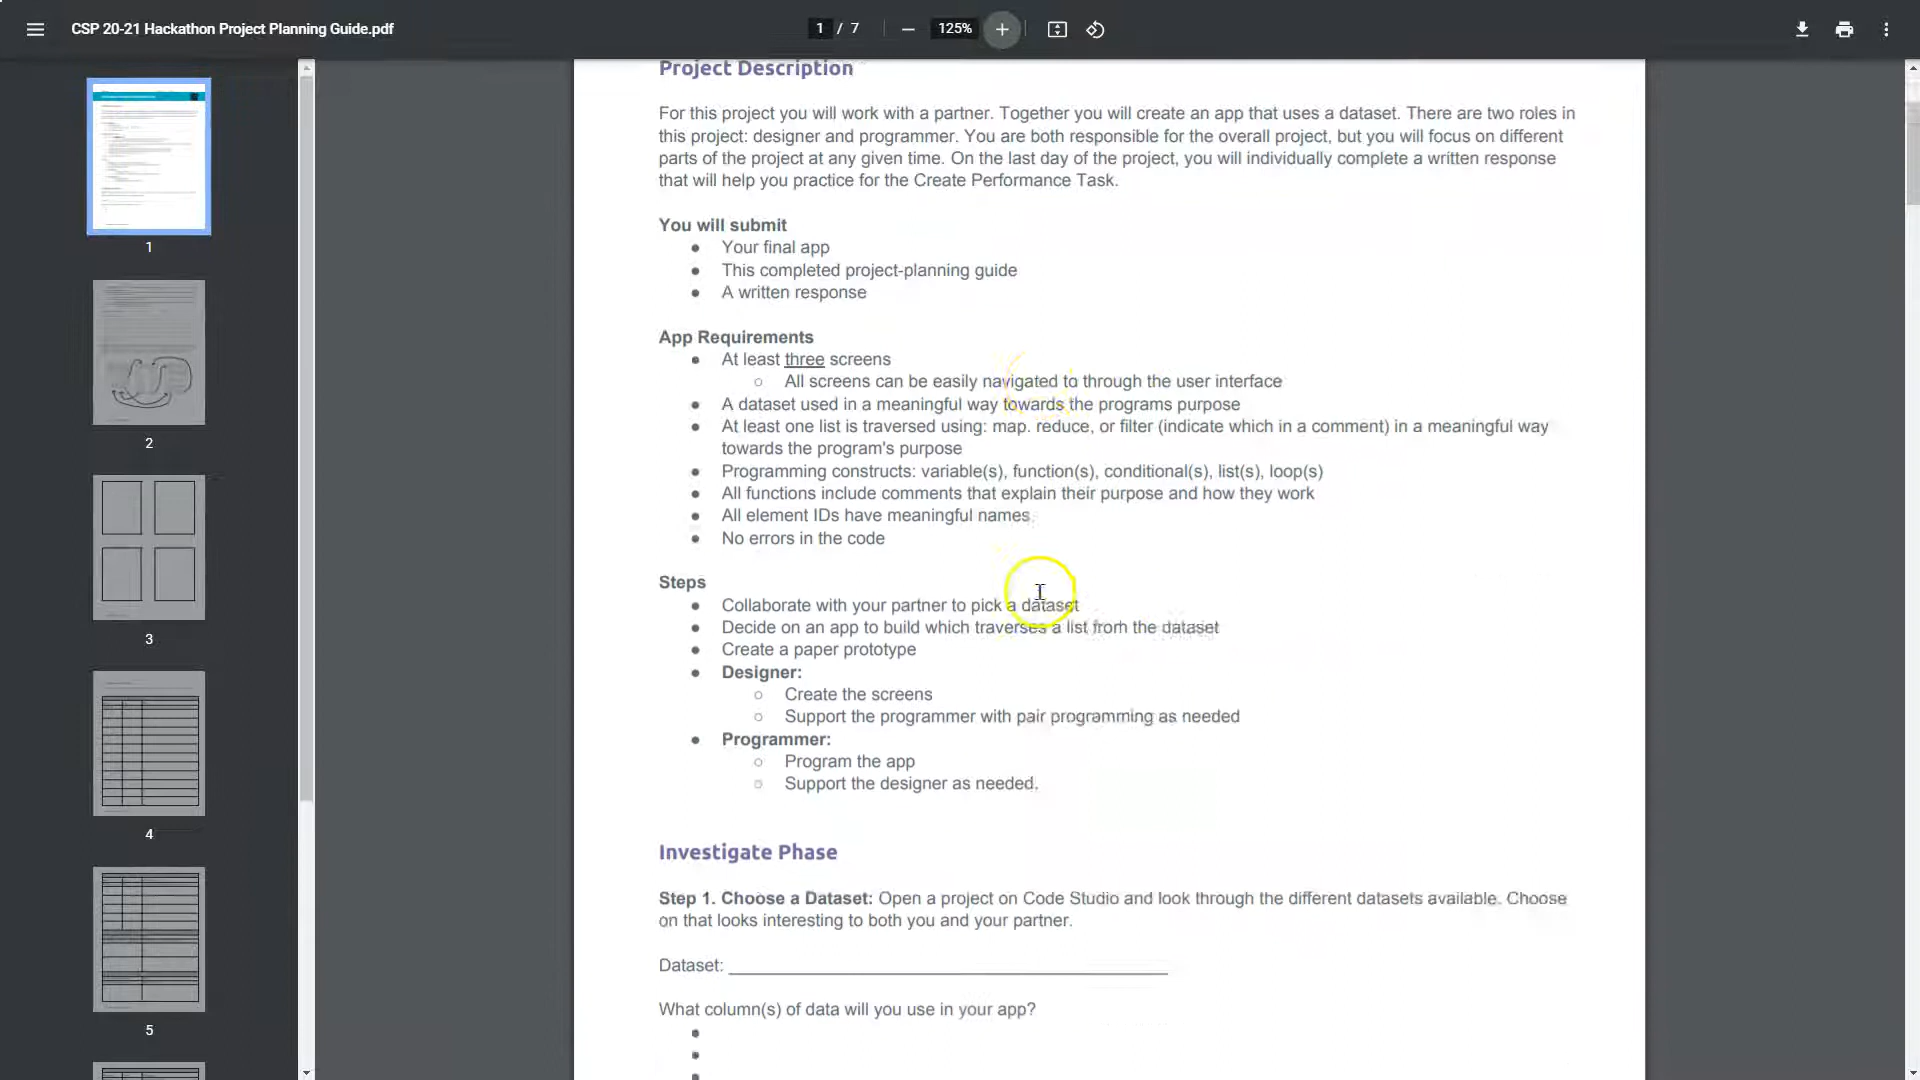 CSP 20-21 Hackathon Project Planning Guide.pdf
1 / 7
125%
Project Description
For this project you will work with a partner. Together you will create an app that uses a dataset. There are two roles in
this project: designer and programmer. You are both responsible for the overall project, but you will focus on different
parts of the project at any given time. On the last day of the project, you will individually complete a written response
that will help you practice for the Create Performance Task.
You will submit
● Your final app
● This completed project-planning guide
● A written response
App Requirements
● At least three screens
○ All screens can be easily navigated to through the user interface
● A dataset used in a meaningful way towards the programs purpose
● At least one list is traversed using: map. reduce, or filter (indicate which in a comment) in a meaningful way
towards the program's purpose
● Programming constructs: variable(s), function(s), conditional(s), list(s), loop(s)
● All functions include comments that explain their purpose and how they work
● All element IDs have meaningful names
● No errors in the code
Steps
● Collaborate with your partner to pick a dataset
● Decide on an app to build which traverses a list from the dataset
● Create a paper prototype
● Designer:
○ Create the screens
○ Support the programmer with pair programming as needed
● Programmer:
○ Program the app
○ Support the designer as needed.
Investigate Phase
Step 1. Choose a Dataset: Open a project on Code Studio and look through the different datasets available. Choose
on that looks interesting to both you and your partner.
Dataset:
What column(s) of data will you use in your app?
●
●
●
1
2
3
4
5